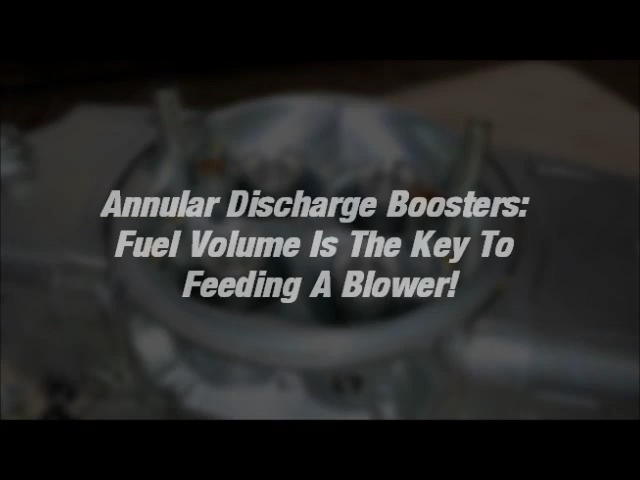 Annular Discharge Boosters:
Fuel Volume Is The Key To
Feeding A Blower!